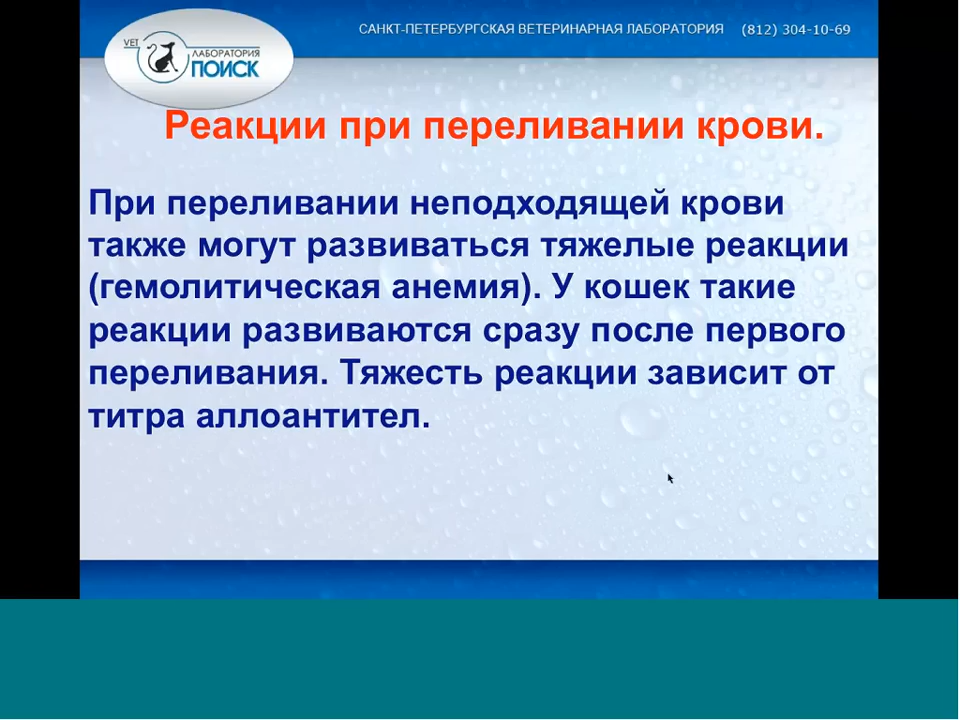 САНКТ-ПЕТЕРБУРГСКАЯ ВЕТЕРИНАРНАЯ ЛАБОРАТОРИЯ (812) 304-10-69
VET ЛАБОРАТОРИЯ
ПОИСК
Реакции при переливании крови.
При переливании неподходящей крови
также могут развиваться тяжелые реакции
(гемолитическая анемия). У кошек такие
реакции развиваются сразу после первого
переливания. Тяжесть реакции зависит от
титра аллоантител.